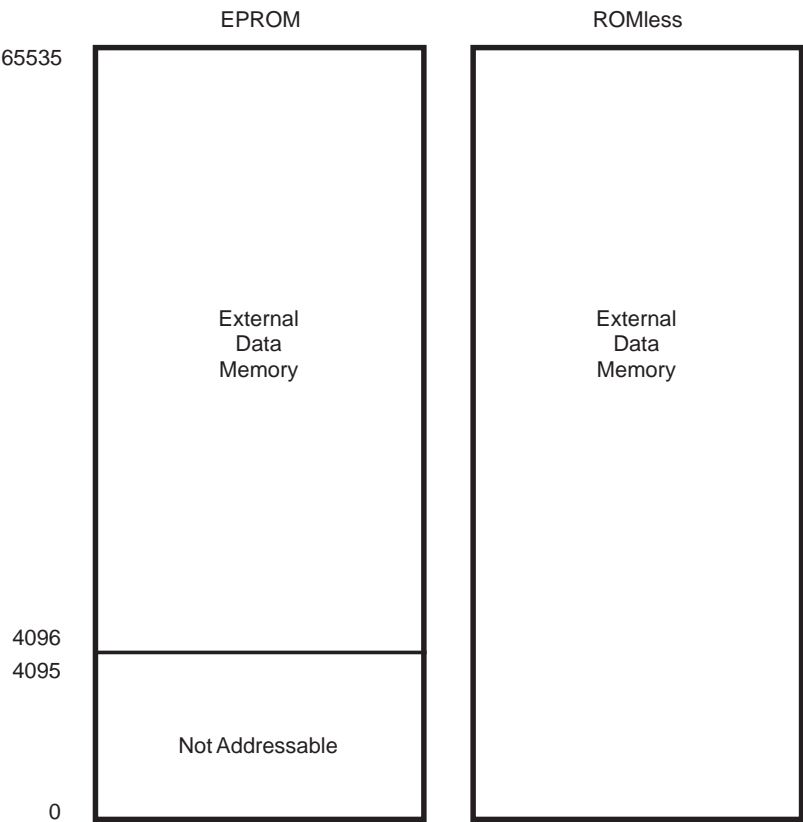 EPROM
ROMless
65535
External
Data
Memory
External
Data
Memory
4096
4095
Not Addressable
0